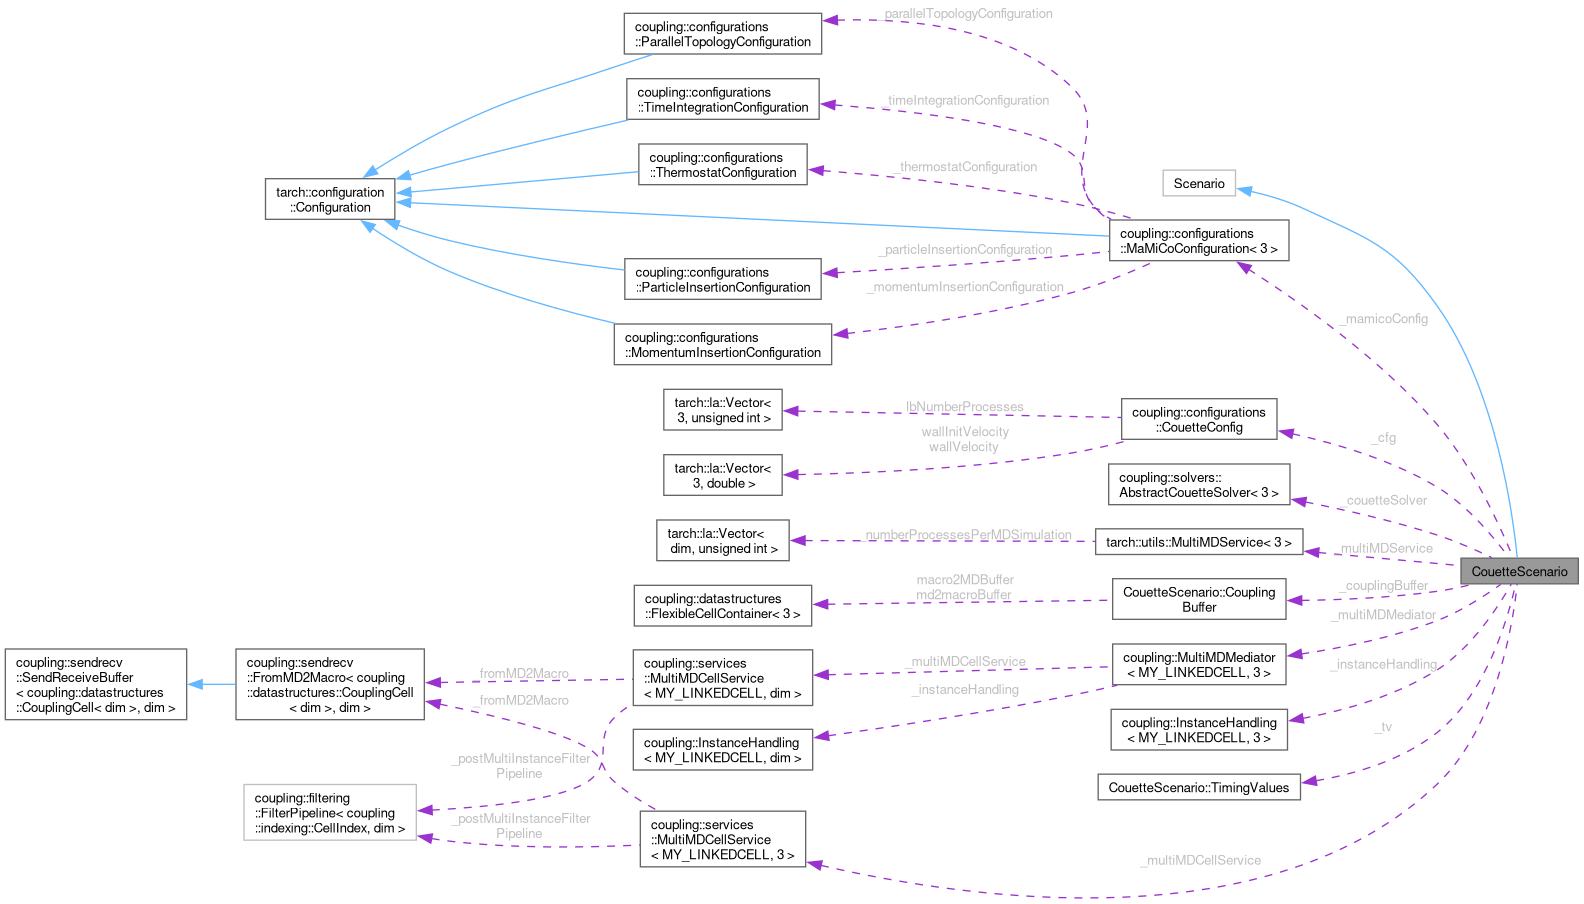 coupling::configurations
::ParallelTopologyConfiguration
_parallelTopologyConfiguration
coupling::configurations
::TimeIntegrationConfiguration
_timeIntegrationConfiguration
coupling::configurations
::ThermostatConfiguration
_thermostatConfiguration
tarch::configuration
::Configuration
Scenario
coupling::configurations
::MaMiCoConfiguration< 3 >
coupling::configurations
::ParticleInsertionConfiguration
_particleInsertionConfiguration
_momentumInsertionConfiguration
coupling::configurations
::MomentumInsertionConfiguration
_mamicoConfig
tarch::la::Vector<
3, unsigned int >
lbNumberProcesses
coupling::configurations
::CouetteConfig
wallInitVelocity
wallVelocity
_cfg
tarch::la::Vector<
3, double >
coupling::solvers::
AbstractCouetteSolver< 3 >
_couetteSolver
tarch::la::Vector<
dim, unsigned int >
_numberProcessesPerMDSimulation
tarch::utils::MultiMDService< 3 >
_multiMDService
CouetteScenario
coupling::datastructures
::FlexibleCellContainer< 3 >
macro2MDBuffer
md2macroBuffer
CouetteScenario::Coupling
Buffer
_couplingBuffer
_multiMDMediator
coupling::sendrecv
::SendReceiveBuffer
< coupling::datastructures
::CouplingCell< dim >, dim >
coupling::sendrecv
::FromMD2Macro< coupling
::datastructures::CouplingCell
< dim >, dim >
_fromMD2Macro
_fromMD2Macro
coupling::services
::MultiMDCellService
< MY_LINKEDCELL, dim >
_multiMDCellService
_instanceHandling
coupling::MultiMDMediator
< MY_LINKEDCELL, 3 >
_instanceHandling
coupling::InstanceHandling
< MY_LINKEDCELL, dim >
coupling::InstanceHandling
< MY_LINKEDCELL, 3 >
_tv
_postMultiInstanceFilter
Pipeline
CouetteScenario::TimingValues
coupling::filtering
::FilterPipeline< coupling
::indexing::CellIndex, dim >
_postMultiInstanceFilter
Pipeline
coupling::services
::MultiMDCellService
< MY_LINKEDCELL, 3 >
_multiMDCellService